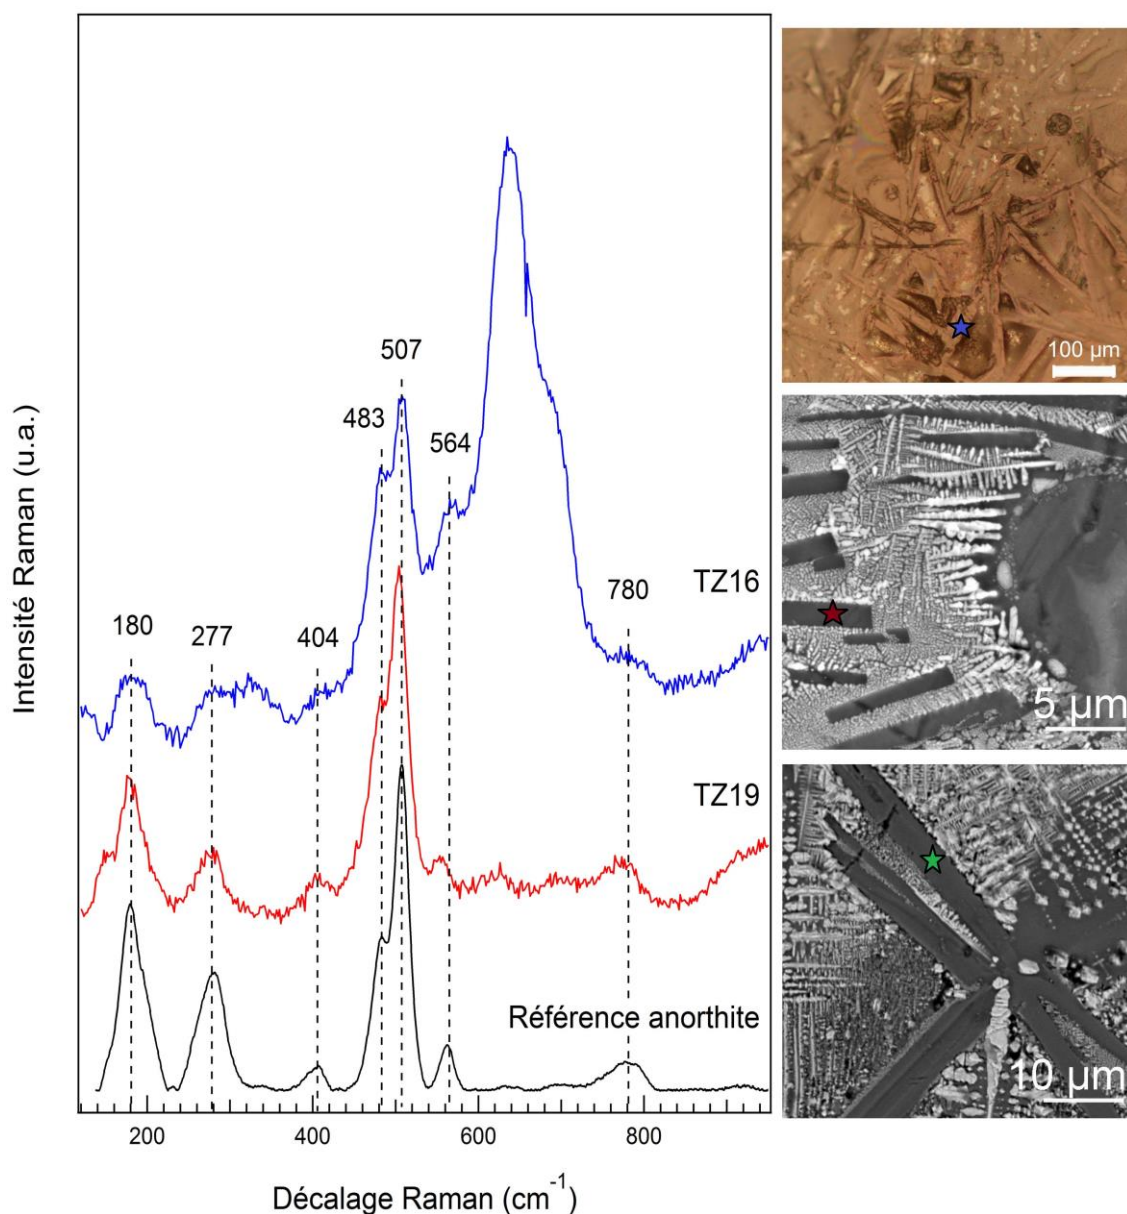 Intensité Raman (u.a.)
507
483
564
780
180
277
404
TZ16
TZ19
Référence anorthite
200
400
600
800
Décalage Raman (cm-1)
100 µm
5 µm
10 µm